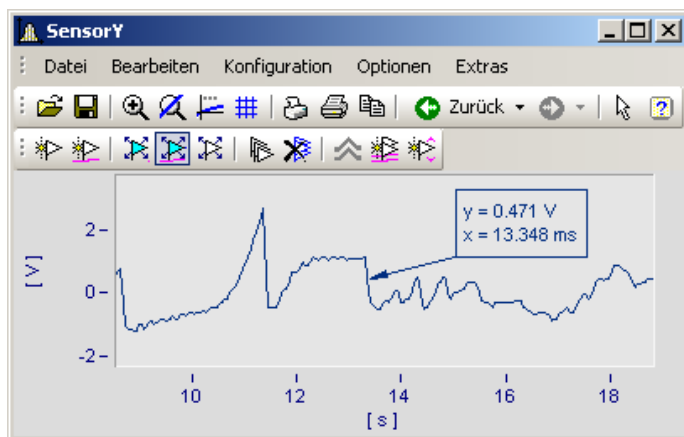 SensorY
Datei Bearbeiten Konfiguration Optionen Extras
Zurück
y = 0.471 V
x = 13.348 ms
[V]
2
0
-2
10 12 14 16 18
[s]